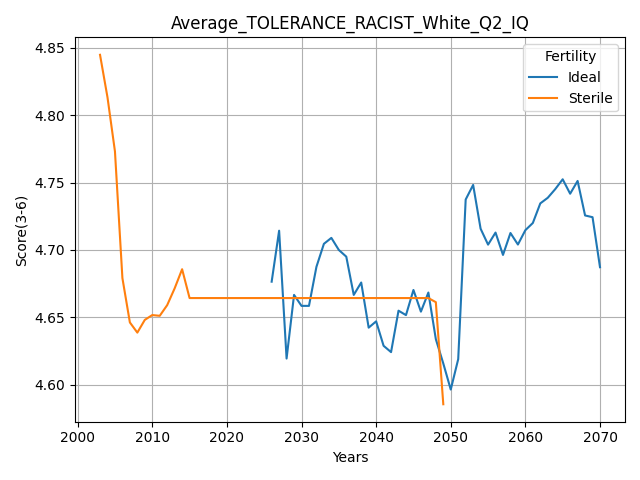 Average_TOLERANCE_RACIST_White_Q2_IQ
Fertility
Ideal
Sterile
Score(3-6)
4.85
4.80
4.75
4.70
4.65
4.60
2000 2010 2020 2030 2040 2050 2060 2070
Years